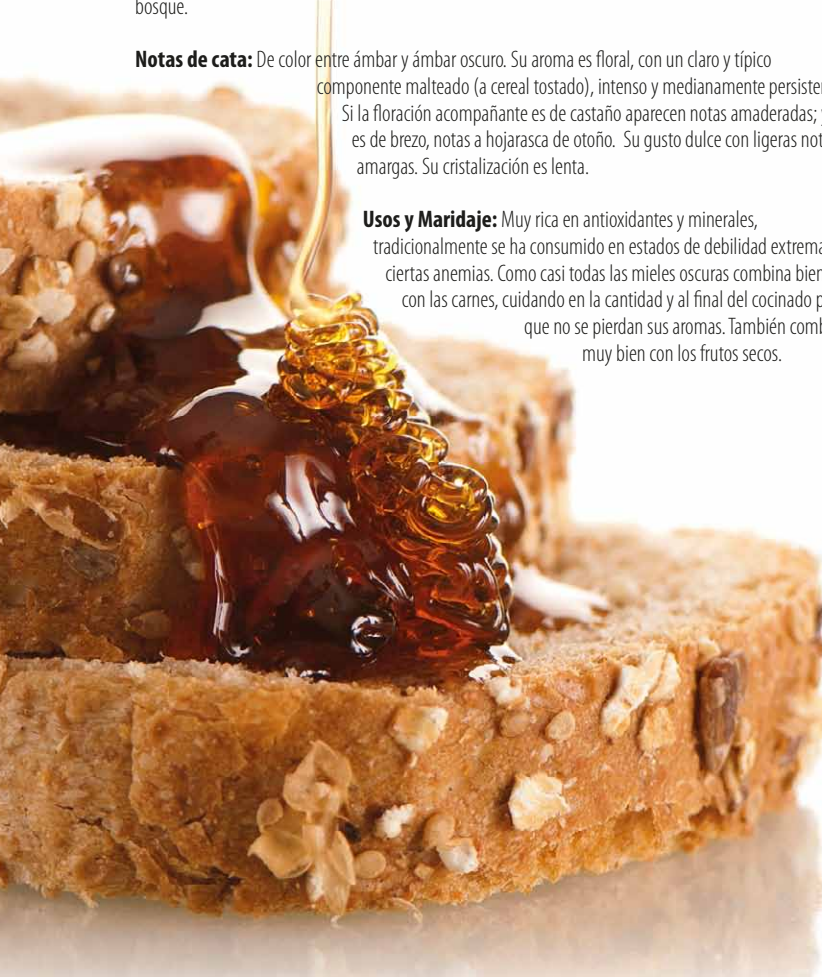 bosque.
Notas de cata: De color entre ámbar y ámbar oscuro. Su aroma es floral, con un claro y típico
componente malteado (a cereal tostado), intenso y medianamente
Si la floración acompañante es de castaño aparecen notas amaderadas;
es de brezo, notas a hojarasca de otoño. Su gusto dulce con ligeras
amargas. Su cristalización es lenta.
Usos y Maridaje: Muy rica en antioxidantes y minerales,
tradicionalmente se ha consumido en estados de debilidad extrema
ciertas anemias. Como casi todas las mieles oscuras combina bien
con las carnes, cuidando en la cantidad y al final del cocinado
que no se pierdan sus aromas. También
muy bien con los frutos secos.